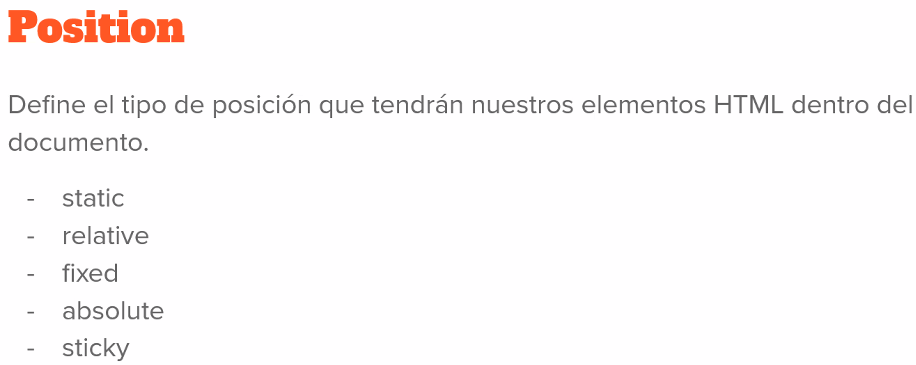 Position
Define el tipo de posición que tendrán nuestros elementos HTML dentro del
documento.
- static
- relative
- fixed
- absolute
- sticky